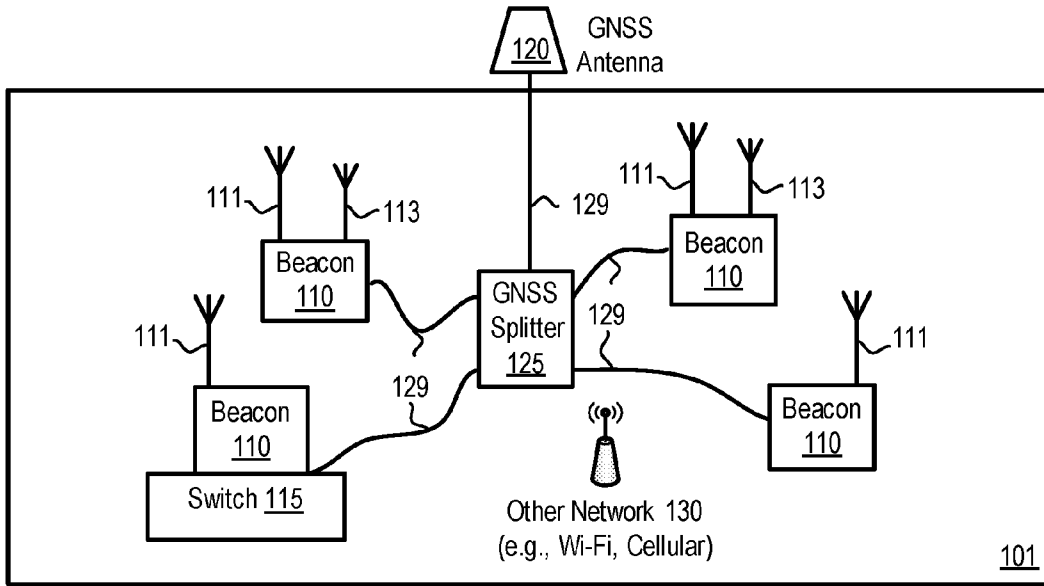 120
GNSS
Antenna
111
113
129
111
113
Beacon
110
Beacon
110
GNSS
Splitter
125
111
129
129
111
Beacon
110
Beacon
110
Switch 115
Other Network 130
(e.g., Wi-Fi, Cellular)
101